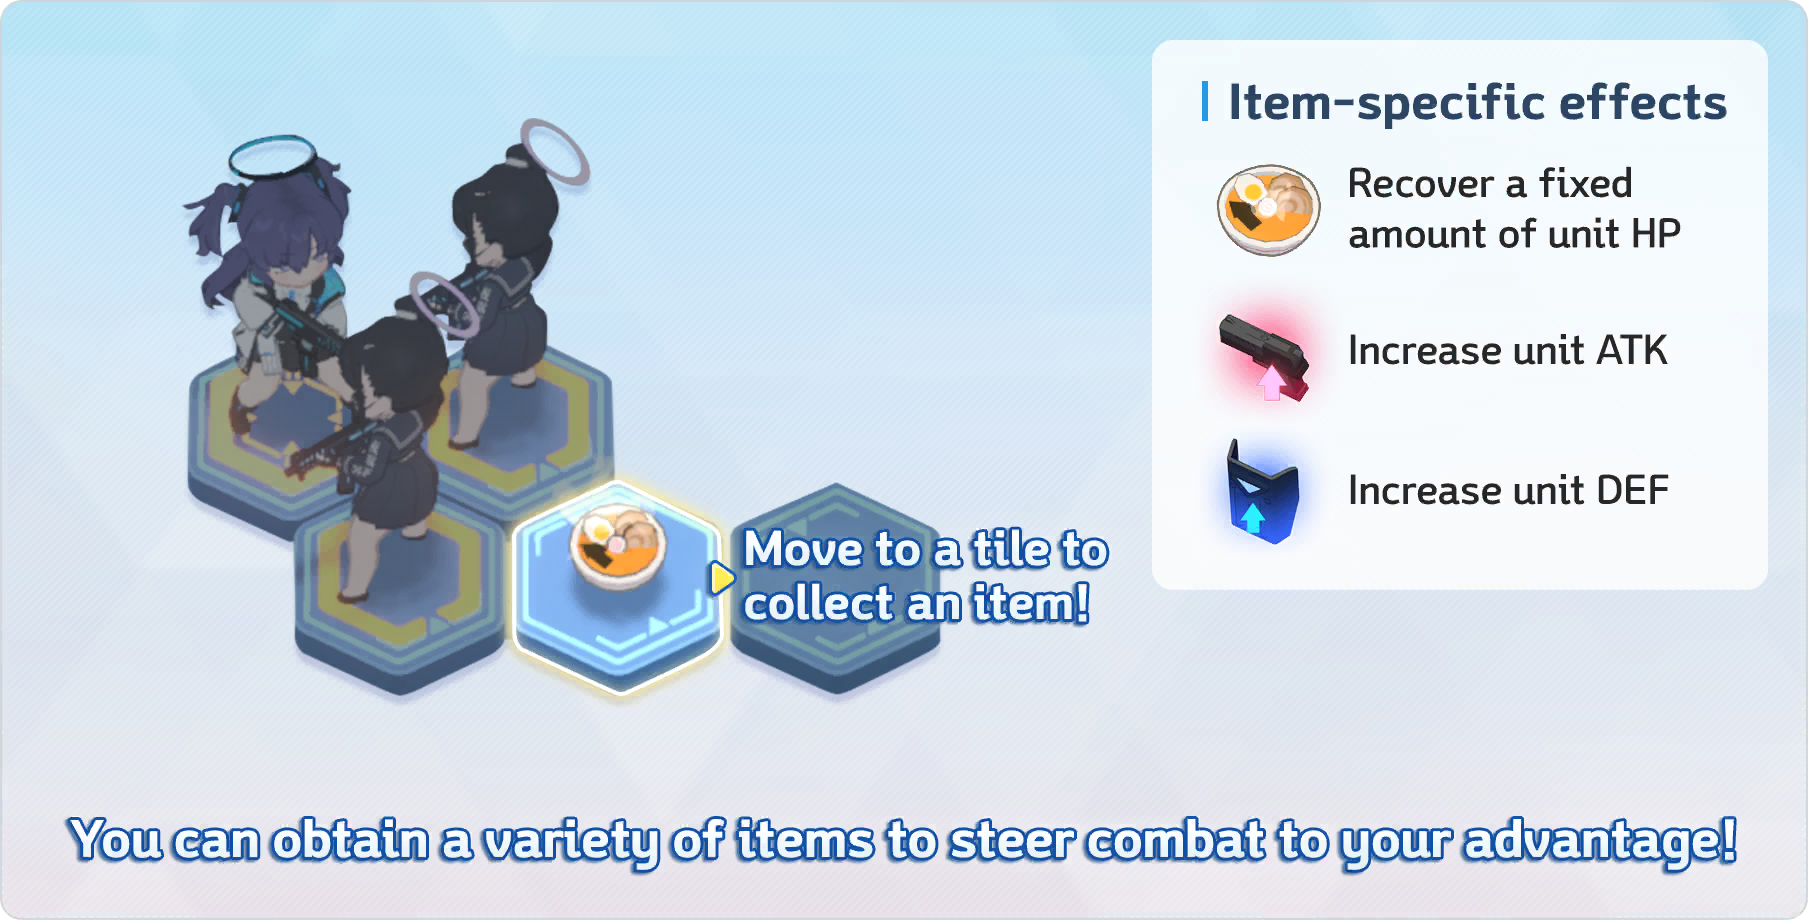 Item-specific effects
Recover a fixed
amount of unit HP
Increase unit ATK
Increase unit DEF
Move to a tile to
collect an item!
You can obtain a variety of items to steer combat to your advantage!